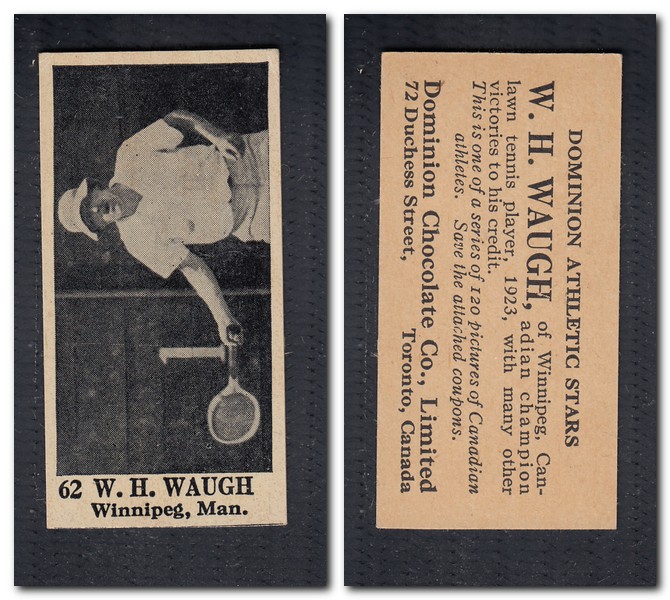 62 W. H. WAUGH
Winnipeg, Man.
DOMINION ATHLETIC STARS
W. H. WAUGH, of Winnipeg, Can-
adian champion
lawn tennis player, 1923, with many other
victories to his credit.
This is one of a series of 120 pictures of Canadian
athletes. Save the attached coupons.
Dominion Chocolate Co., Limited
72 Duchess Street, Toronto, Canada